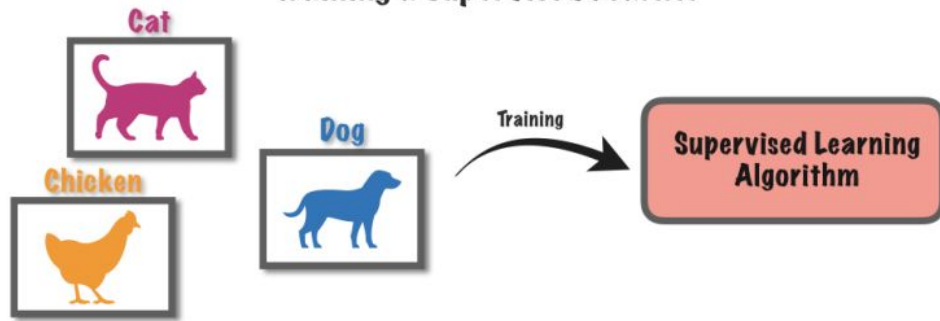 Cat
Dog
Chicken
Training
Supervised Learning
Algorithm